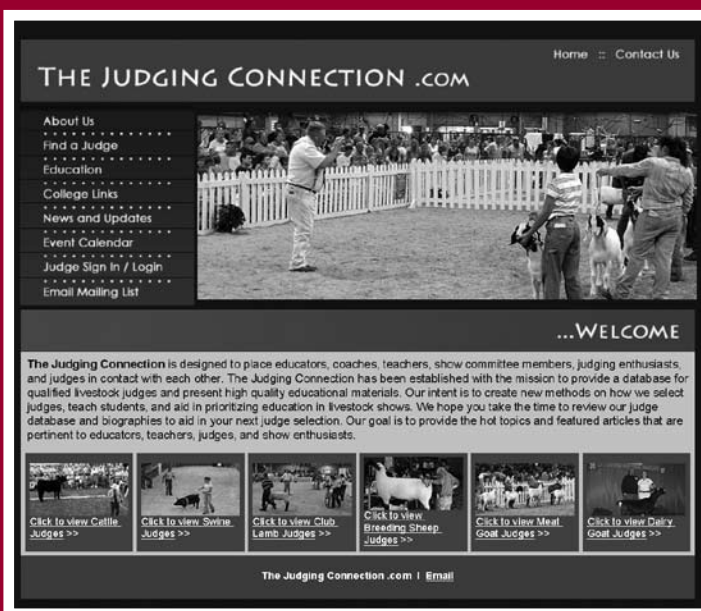 Home :: Contact Us
THE JUDGING CONNECTION .COM
About Us
Find a Judge
Education
College Links
News and Updates
Event Calendar
Judge Sign In / Login
Email Mailing List
...WELCOME
The Judging Connection is designed to place educators, coaches, teachers, show committee members, judging enthusiasts,
and judges in contact with each other. The Judging Connection has been established with the mission to provide a database for
qualified livestock judges and present high quality educational materials. Our intent is to create new methods on how we select
judges, teach students, and aid in prioritizing education in livestock shows. We hope you take the time to review our judge
database and biographies to aid in your next judge selection. Our goal is to provide the hot topics and featured articles that are
pertinent to educators, teachers, judges, and show enthusiasts.
Click to view Cattle
Judges >>
Click to view Swine
Judges >>
Click to view Club
Lamb Judges >>
Click to view
Breeding Sheep
Judges >>
Click to view Meat
Goat Judges >>
Click to view Dairy
Goat Judges >>
The Judging Connection .com | Email